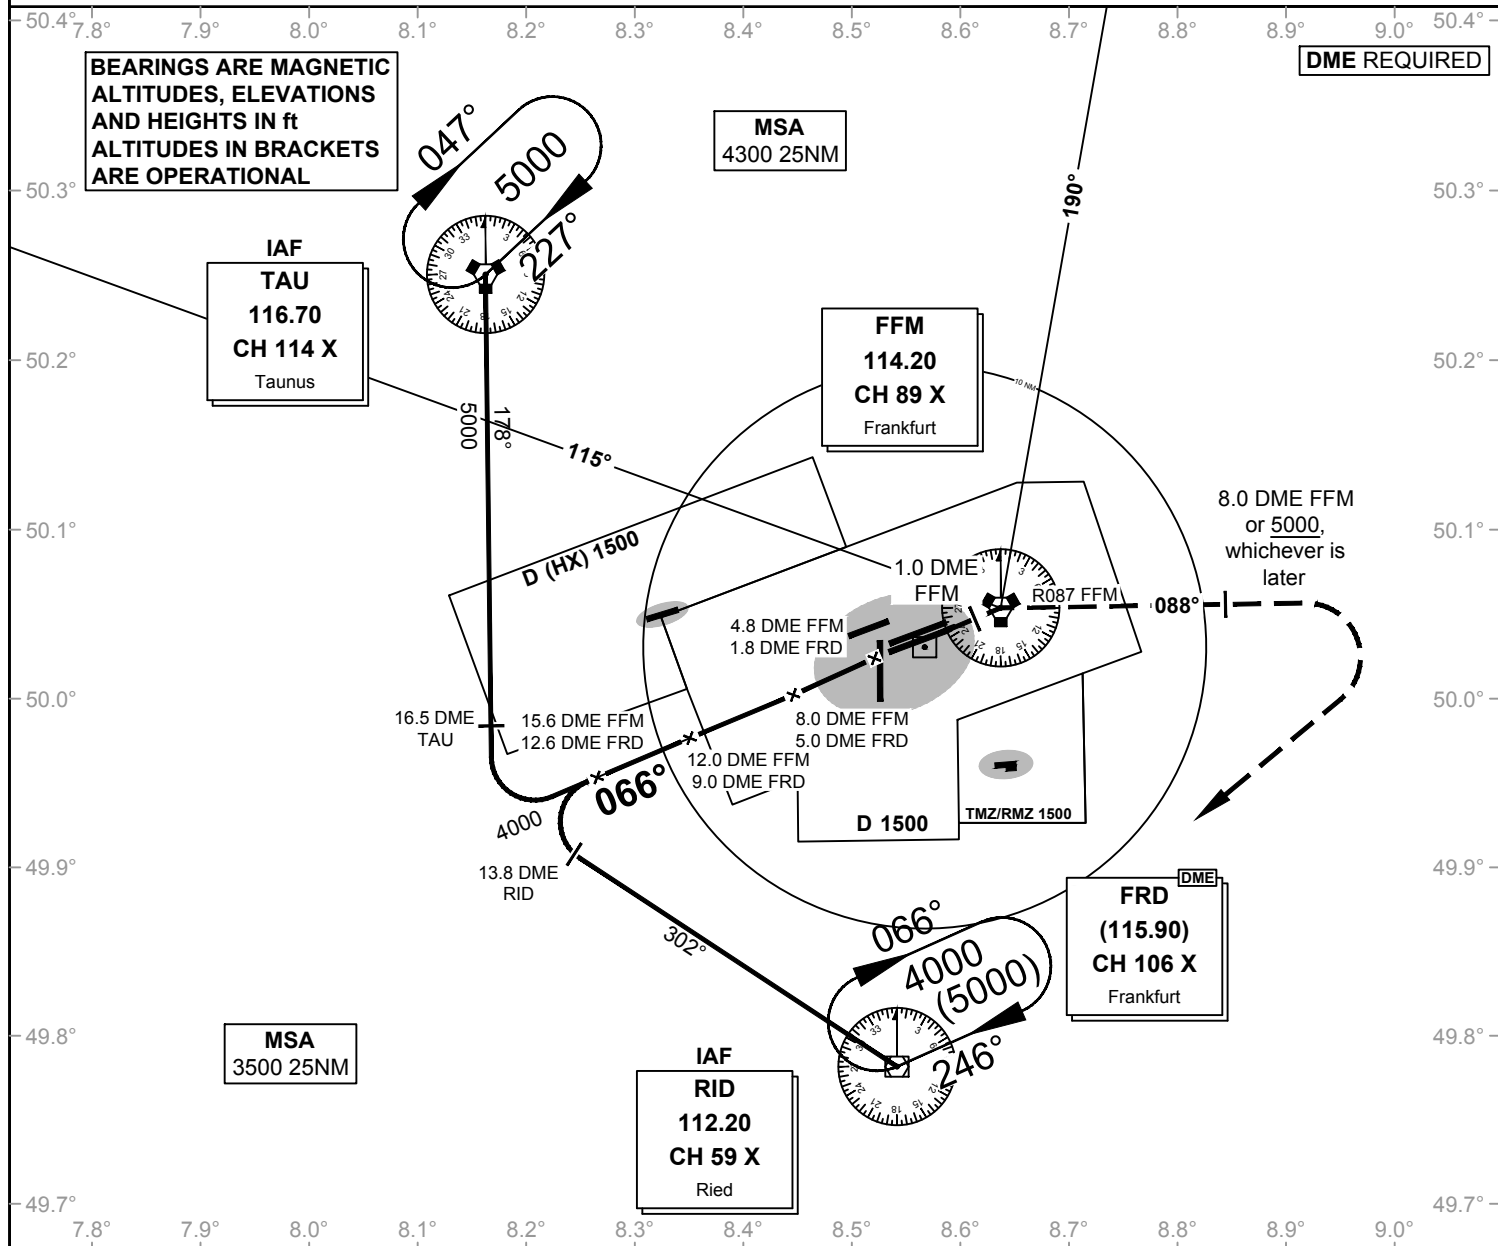 7.8° 7.9° 8.0° 8.1° 8.2° 8.3° 8.4° 8.5° 8.6° 8.7° 8.8° 8.9° 9.0°
50.4° 50.4°
BEARINGS ARE MAGNETIC
ALTITUDES, ELEVATIONS
AND HEIGHTS IN ft
ALTITUDES IN BRACKETS
ARE OPERATIONAL
DME REQUIRED
MSA
4300 25NM
047°
5000
227°
190°
50.3° 50.3°
IAF
TAU
116.70
CH 114 X
Taunus
FFM
114.20
CH 89 X
Frankfurt
10 NM
50.2° 50.2°
5000
178°
115°
50.1° 50.1°
D (HX) 1500
8.0 DME FFM
or 5000,
whichever is
later
1.0 DME
FFM
R087 FFM
088°
4.8 DME FFM
1.8 DME FRD
50.0° 50.0°
16.5 DME
TAU
15.6 DME FFM
12.6 DME FRD
8.0 DME FFM
5.0 DME FRD
12.0 DME FFM
9.0 DME FRD
066°
4000
D 1500
TMZ/RMZ 1500
49.9° 49.9°
13.8 DME
RID
302°
DME
FRD
(115.90)
CH 106 X
Frankfurt
066°
4000
(5000)
246°
49.8° 49.8°
MSA
3500 25NM
IAF
RID
112.20
CH 59 X
Ried
49.7° 49.7°
7.8° 7.9° 8.0° 8.1° 8.2° 8.3° 8.4° 8.5° 8.6° 8.7° 8.8° 8.9° 9.0°